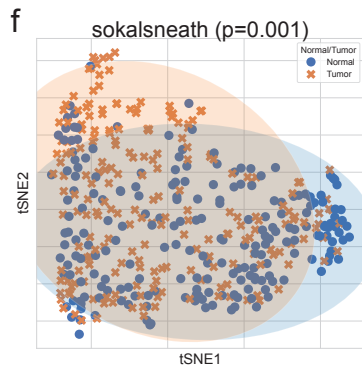 f
sokalsneath (p=0.001)
Normal/Tumor
Normal
Tumor
tSNE2
tSNE1